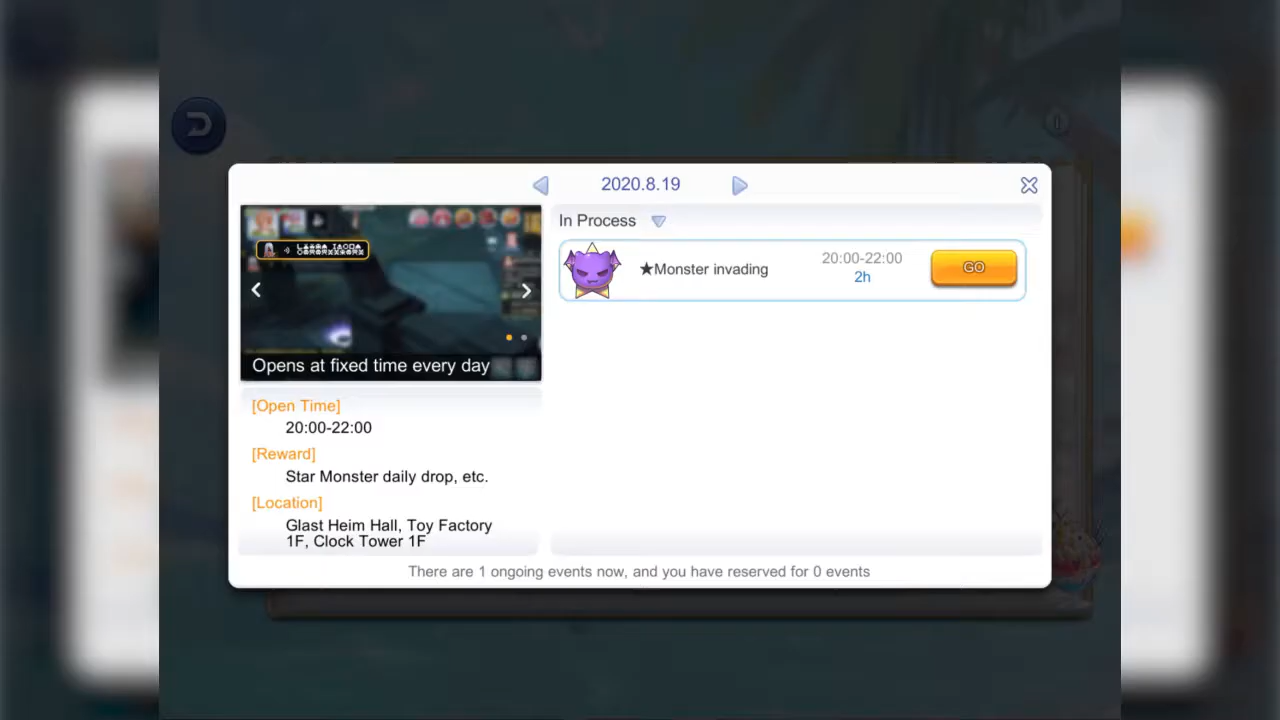 2020.8.19
In Process
★Monster invading
20:00-22:00
2h
GO
Opens at fixed time every day
[Open Time]
20:00-22:00
[Reward]
Star Monster daily drop, etc.
[Location]
Glast Heim Hall, Toy Factory
1F, Clock Tower 1F
There are 1 ongoing events now, and you have reserved for 0 events